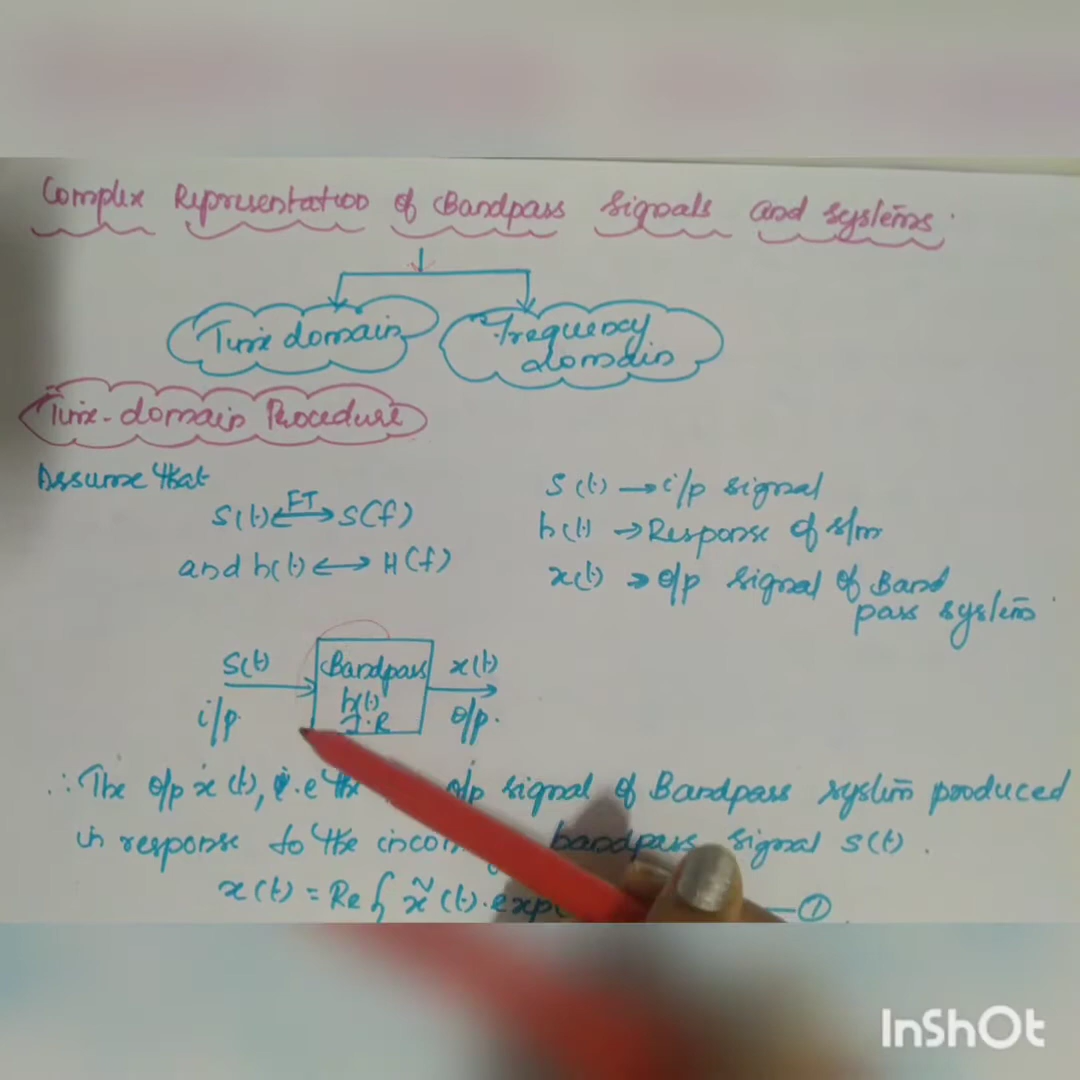 Complex Representation of Bandpass Signals and systems.
Time domain
Frequency domain
Time-domain Procedure
Assume that
S(t) ⟷ S(f)
FT
and h(t) ⟷ H(f)
S(t) → i/p signal
h(t) → Response of s/m
x(t) → o/p signal of Band
pass system.
S(t)
i/p.
Bandpass
h(t)
I.R
x(t)
o/p.
∴ The o/p x(t), i.e the o/p signal of Bandpass system produced
in response to the bandpass signal s(t).
x(t) = Re{ x̃(t).exp ①
InShOt